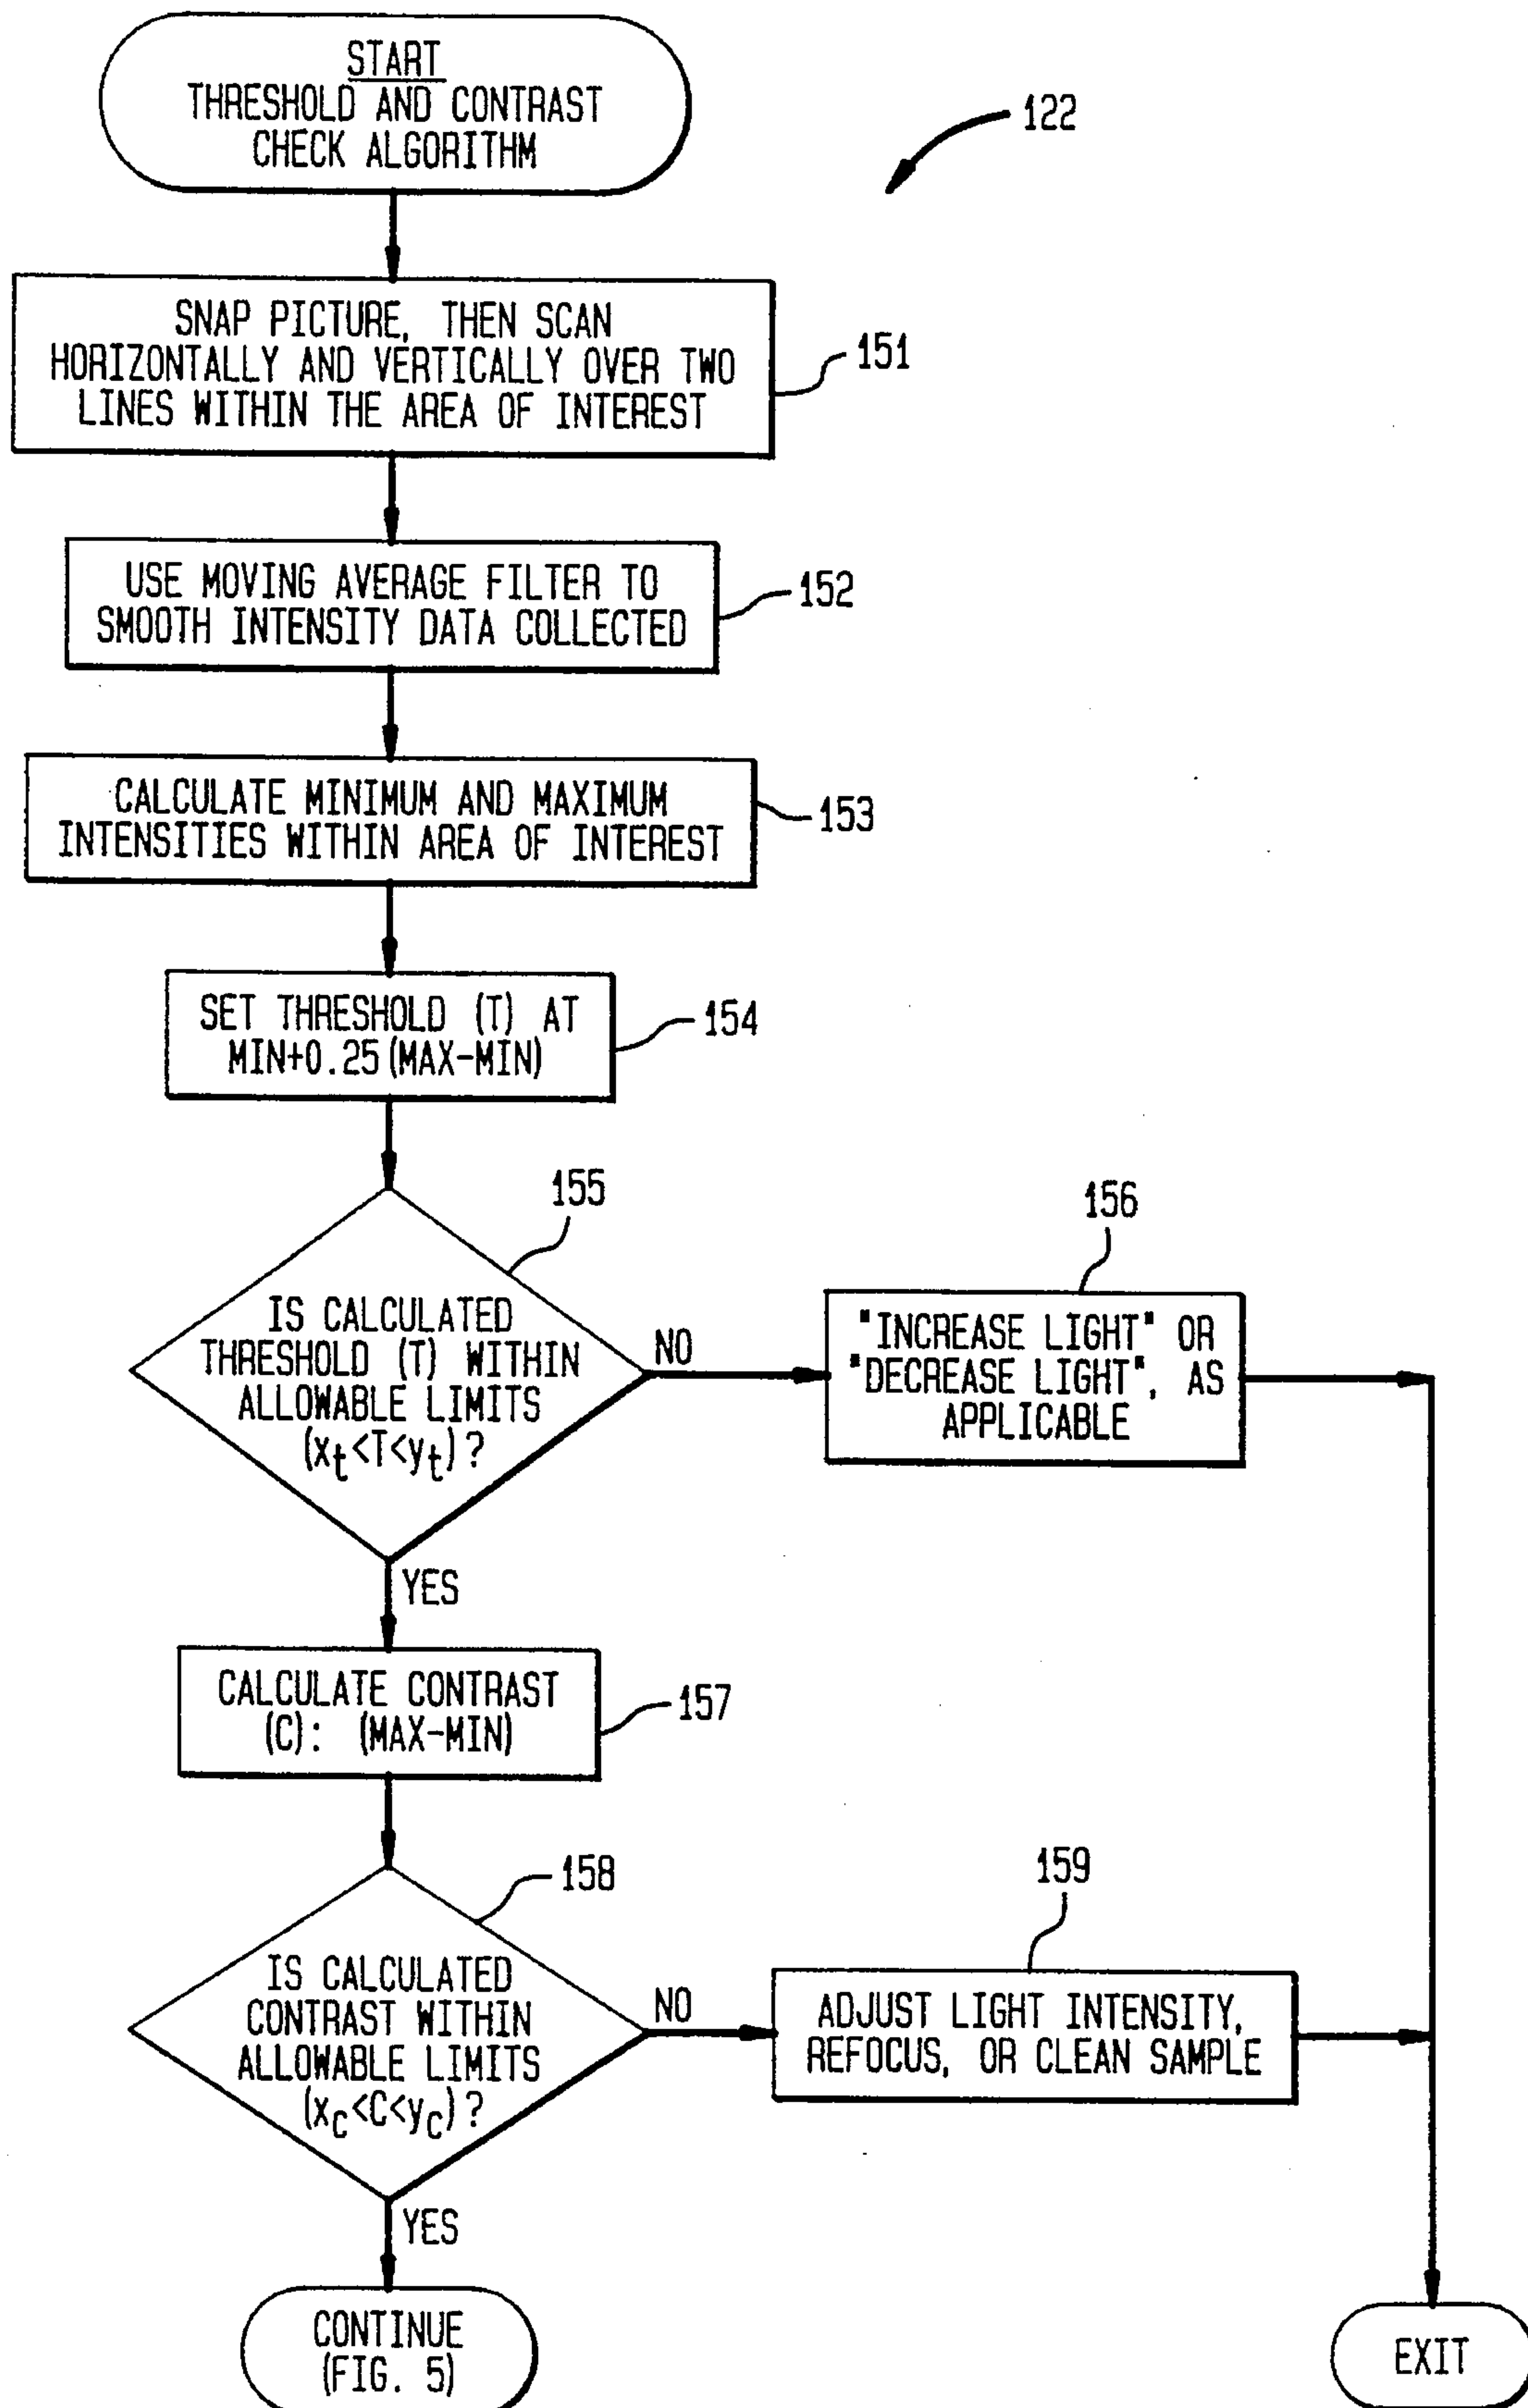 START
THRESHOLD AND CONTRAST
CHECK ALGORITHM
122
SNAP PICTURE, THEN SCAN
HORIZONTALLY AND VERTICALLY OVER TWO
LINES WITHIN THE AREA OF INTEREST
151
USE MOVING AVERAGE FILTER TO
SMOOTH INTENSITY DATA COLLECTED
152
CALCULATE MINIMUM AND MAXIMUM
INTENSITIES WITHIN AREA OF INTEREST
153
SET THRESHOLD (T) AT
MIN+0.25(MAX-MIN)
154
155
IS CALCULATED
THRESHOLD (T) WITHIN
ALLOWABLE LIMITS
(xt<T<yt)?
NO
156
"INCREASE LIGHT" OR
"DECREASE LIGHT", AS
APPLICABLE
YES
CALCULATE CONTRAST
(C): (MAX-MIN)
157
158
IS CALCULATED
CONTRAST WITHIN
ALLOWABLE LIMITS
(xc<C<yc)?
NO
159
ADJUST LIGHT INTENSITY,
REFOCUS, OR CLEAN SAMPLE
YES
CONTINUE
(FIG. 5)
EXIT